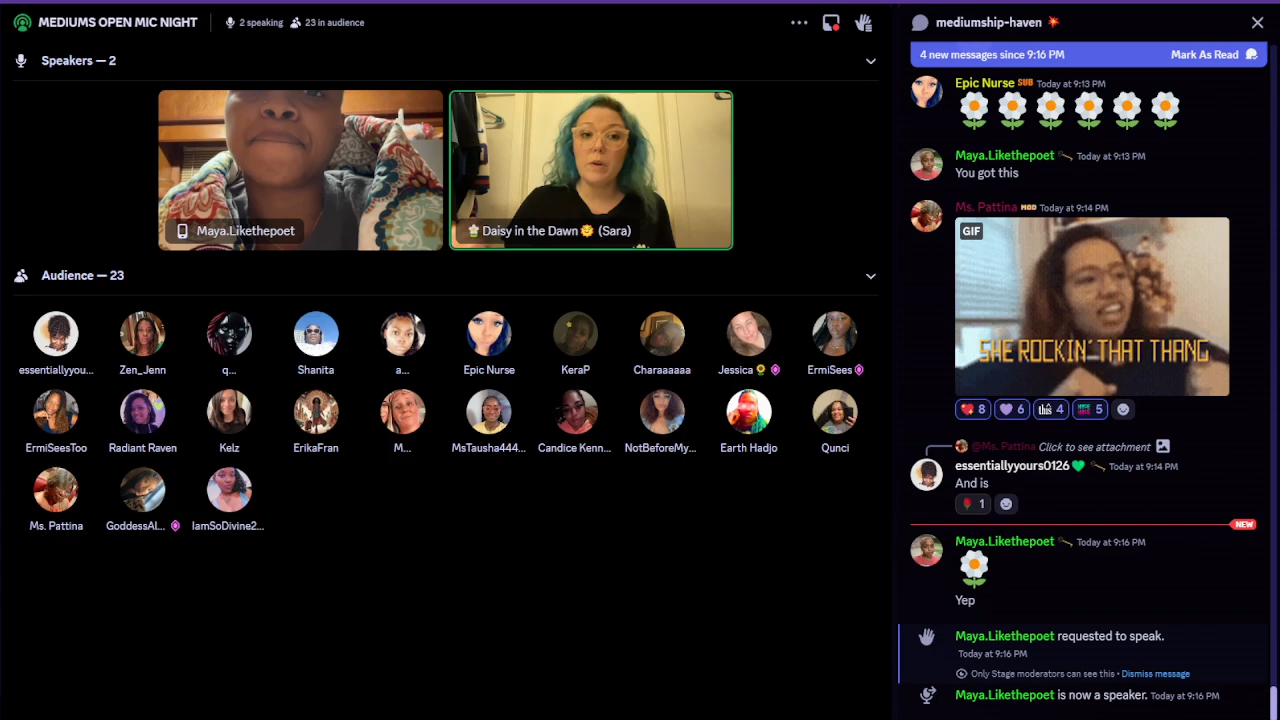 MEDIUMS OPEN MIC NIGHT
2 speaking
23 in audience
Speakers — 2
Maya.Likethepoet
Daisy in the Dawn (Sara)
Audience — 23
essentiallyyou...
Zen_Jenn
q...
Shanita
a...
Epic Nurse
KeraP
Charaaaaaa
Jessica
ErmiSees
ErmiSeesToo
Radiant Raven
Kelz
ErikaFran
M...
MsTausha444...
Candice Kenn...
NotBeforeMy...
Earth Hadjo
Qunci
Ms. Pattina
GoddessAl...
IamSoDivine2...
mediumship-haven
4 new messages since 9:16 PM
Mark As Read
Epic Nurse SUB Today at 9:13 PM
Maya.Likethepoet Today at 9:13 PM
You got this
Ms. Pattina MOD Today at 9:14 PM
GIF
SHE ROCKIN' THAT THANG
8 6 4 5
@Ms. Pattina Click to see attachment
essentiallyyours0126 Today at 9:14 PM
And is
1
NEW
Maya.Likethepoet Today at 9:16 PM
Yep
Maya.Likethepoet requested to speak.
Today at 9:16 PM
Only Stage moderators can see this • Dismiss message
Maya.Likethepoet is now a speaker. Today at 9:16 PM